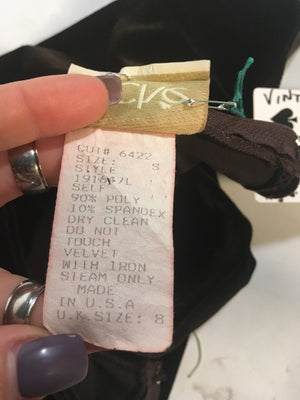 CUT# 6422
SIZE: S
STYLE
SELF
90% POLY
10% SPANDEX
DRY CLEAN
DO NOT
TOUCH
VELVET
WITH IRON
STEAM ONLY
MADE
IN U.S.A
U.K SIZE: 8
VINT